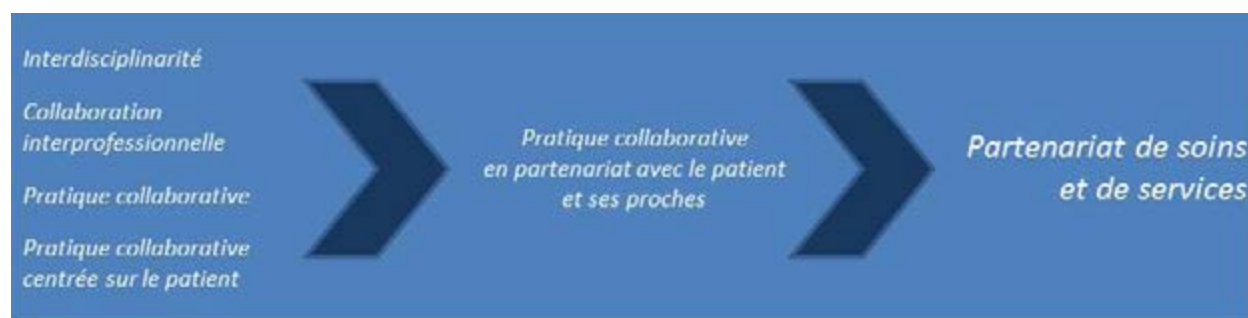 Interdisciplinarité
Collaboration
interprofessionnelle
Pratique collaborative
Pratique collaborative
centrée sur le patient
Pratique collaborative
en partenariat avec le patient
et ses proches
Partenariat de soins
et de services